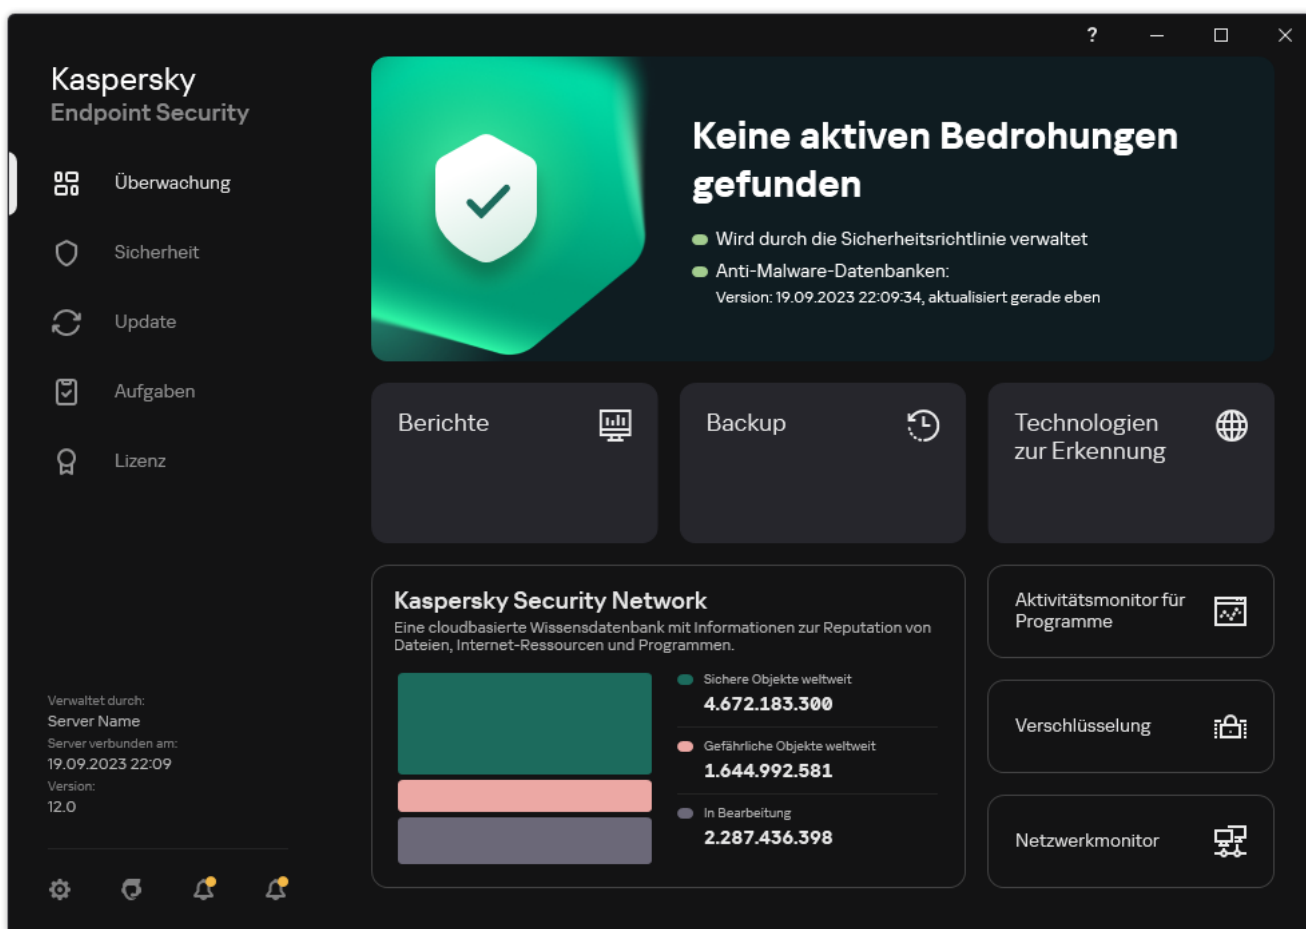 ?
Kaspersky
Endpoint Security
Überwachung
Sicherheit
Update
Aufgaben
Lizenz
Verwaltet durch:
Server Name
Server verbunden am:
19.09.2023 22:09
Version:
12.0
Keine aktiven Bedrohungen
gefunden
Wird durch die Sicherheitsrichtlinie verwaltet
Anti-Malware-Datenbanken:
Version: 19.09.2023 22:09:34, aktualisiert gerade eben
Berichte
Backup
Technologien
zur Erkennung
Kaspersky Security Network
Eine cloudbasierte Wissensdatenbank mit Informationen zur Reputation von
Dateien, Internet-Ressourcen und Programmen.
Sichere Objekte weltweit
4.672.183.300
Gefährliche Objekte weltweit
1.644.992.581
In Bearbeitung
2.287.436.398
Aktivitätsmonitor für
Programme
Verschlüsselung
Netzwerkmonitor